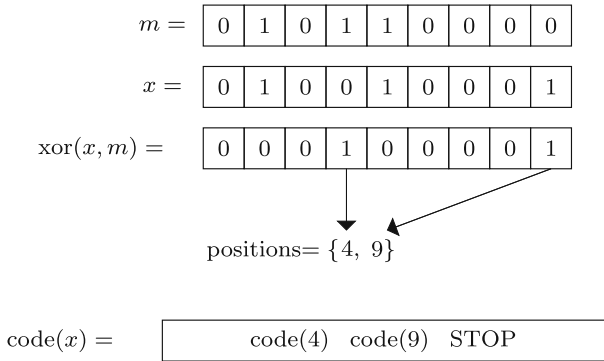 m = 0 1 0 1 1 0 0 0 0
x = 0 1 0 0 1 0 0 0 1
xor(x, m) = 0 0 0 1 0 0 0 0 1
positions= {4, 9}
code(x) = code(4) code(9) STOP